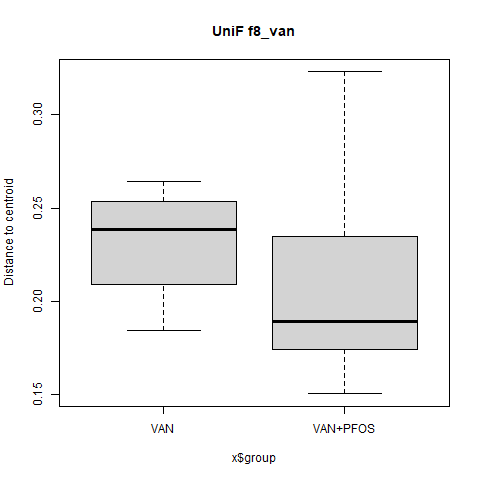 UniF f8_van
Distance to centroid
0.30
0.25
0.20
0.15
VAN
VAN+PFOS
x$group